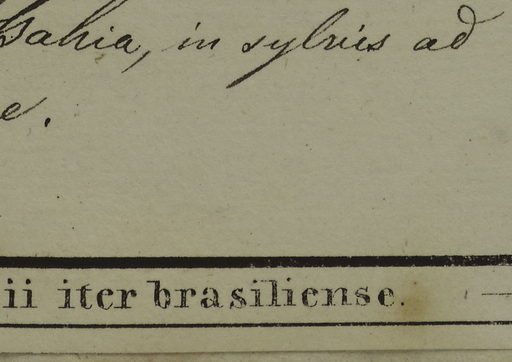 Bahia, in sylvis ad
e.
ii iter brasiliense.